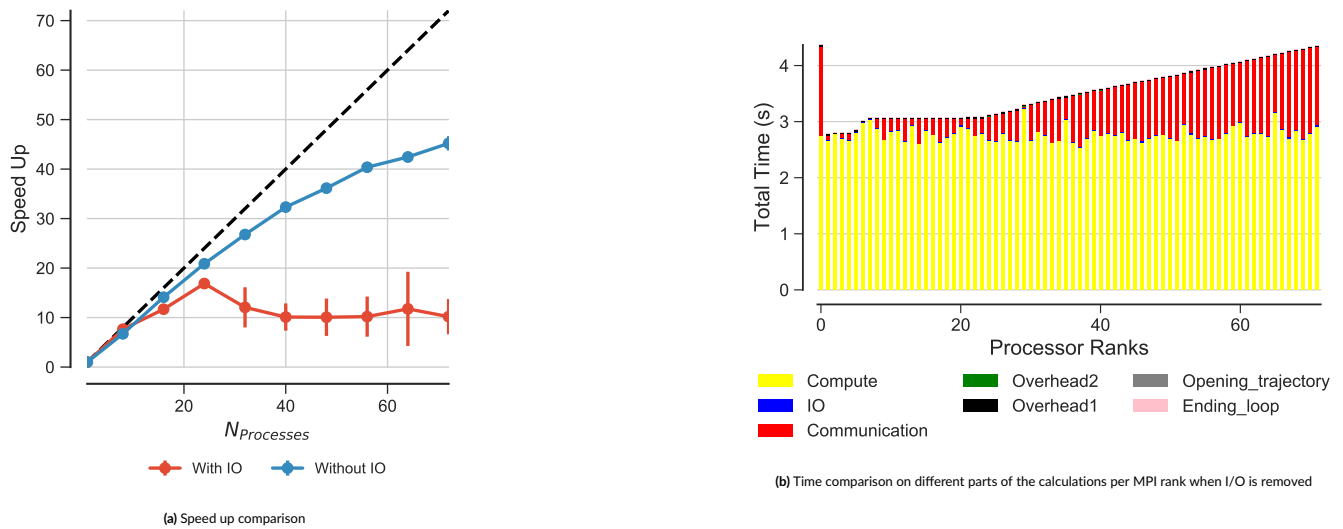 70
60
50
40
30
20
10
0
Speed Up
20 40 60
N_Processes
With IO Without IO
(a) Speed up comparison
4
3
2
1
0
Total Time (s)
0 20 40 60
Processor Ranks
Compute Overhead2 Opening_trajectory
IO Overhead1 Ending_loop
Communication
(b) Time comparison on different parts of the calculations per MPI rank when I/O is removed